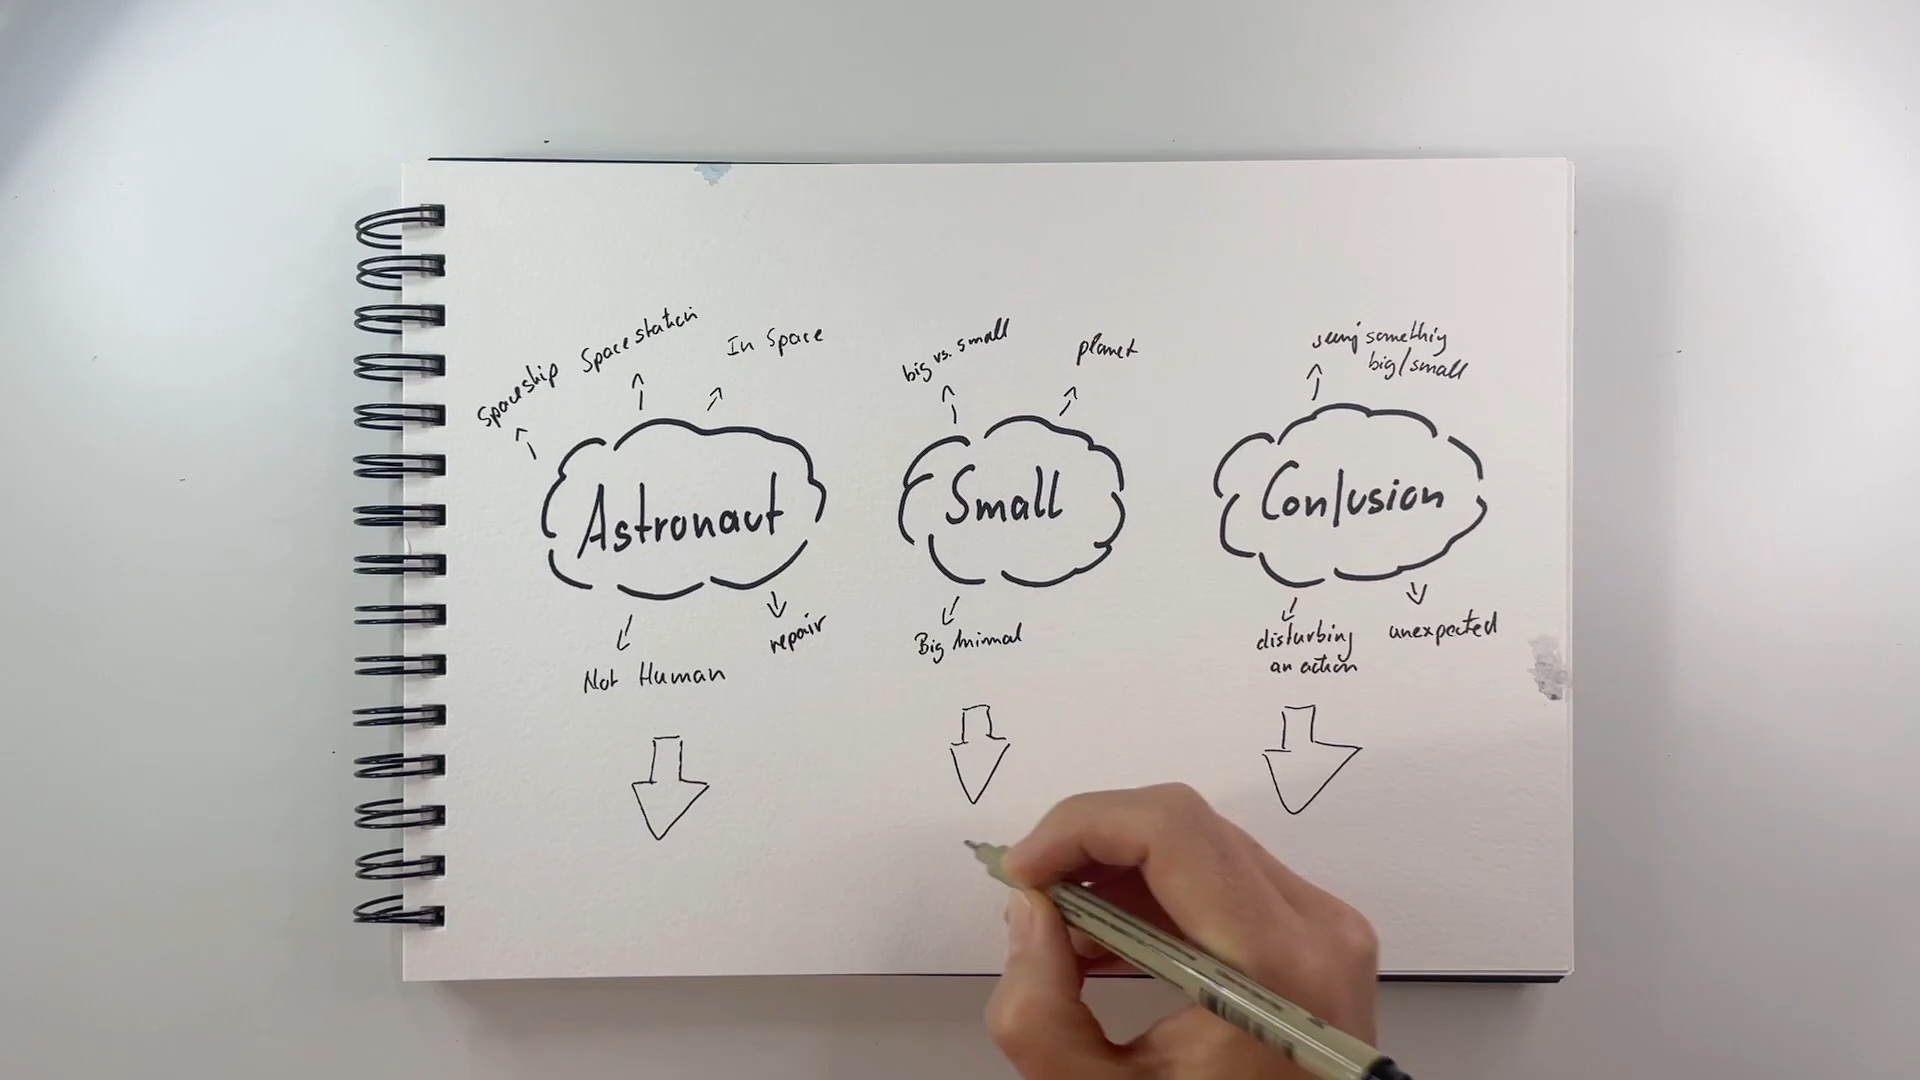 Spaceship
Space station
In Space
Astronaut
Not Human
repair
big vs. small
planet
Small
Big Animal
seeing something
big/small
Confusion
disturbing
an action
unexpected